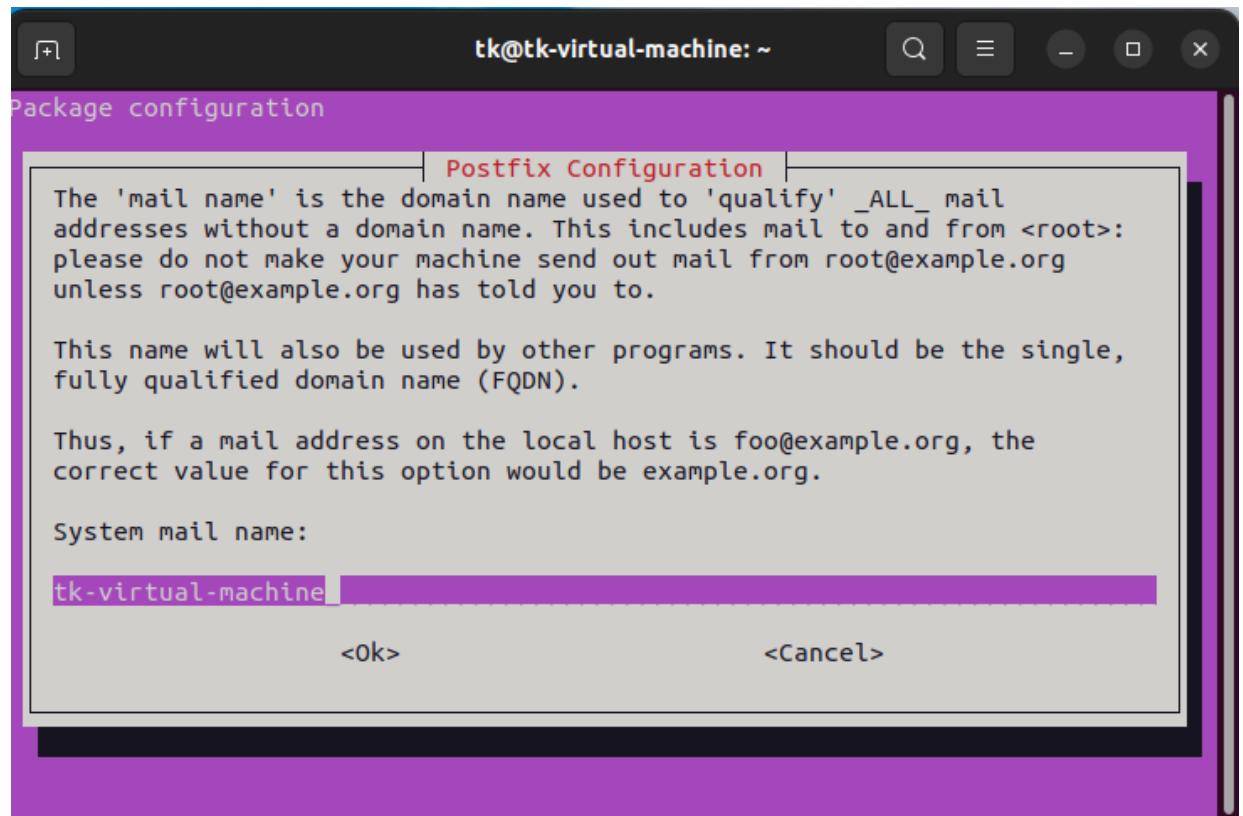 tk@tk-virtual-machine: ~
Package configuration
Postfix Configuration
The 'mail name' is the domain name used to 'qualify' _ALL_ mail
addresses without a domain name. This includes mail to and from <root>:
please do not make your machine send out mail from root@example.org
unless root@example.org has told you to.
This name will also be used by other programs. It should be the single,
fully qualified domain name (FQDN).
Thus, if a mail address on the local host is foo@example.org, the
correct value for this option would be example.org.
System mail name:
tk-virtual-machine
<Ok> <Cancel>